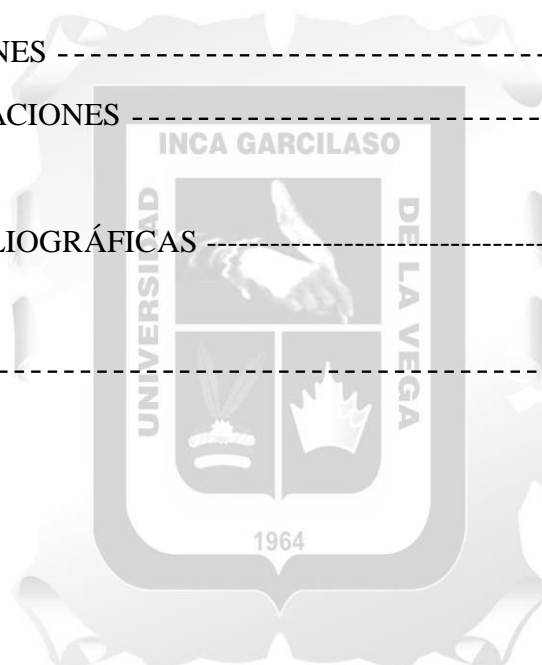 NES ------------------------------
ACIONES ------------------------------
INCA GARCILASO
UNIVERSIDAD
DE LA VEGA
LIOGRÁFICAS ------------------------------
------------------------------
1964